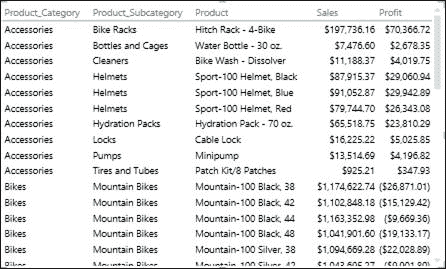 Product_Category Product_Subcategory Product Sales Profit
Accessories Bike Racks Hitch Rack - 4-Bike $197,736.16 $70,366.72
Accessories Bottles and Cages Water Bottle - 30 oz. $7,476.60 $2,678.35
Accessories Cleaners Bike Wash - Dissolver $11,188.37 $4,019.75
Accessories Helmets Sport-100 Helmet, Black $87,915.37 $29,060.94
Accessories Helmets Sport-100 Helmet, Blue $91,052.87 $29,942.89
Accessories Helmets Sport-100 Helmet, Red $79,744.70 $26,343.08
Accessories Hydration Packs Hydration Pack - 70 oz. $65,518.75 $23,810.29
Accessories Locks Cable Lock $16,225.22 $5,025.85
Accessories Pumps Minipump $13,514.69 $4,196.82
Accessories Tires and Tubes Patch Kit/8 Patches $925.21 $347.93
Bikes Mountain Bikes Mountain-100 Black, 38 $1,174,622.74 ($26,871.01)
Bikes Mountain Bikes Mountain-100 Black, 42 $1,102,848.18 ($15,129.42)
Bikes Mountain Bikes Mountain-100 Black, 44 $1,163,352.98 ($9,669.36)
Bikes Mountain Bikes Mountain-100 Black, 48 $1,041,901.60 ($19,133.17)
Bikes Mountain Bikes Mountain-100 Silver, 38 $1,094,669.28 ($22,028.89)
Bikes Mountain Bikes Mountain-100 Silver, 42